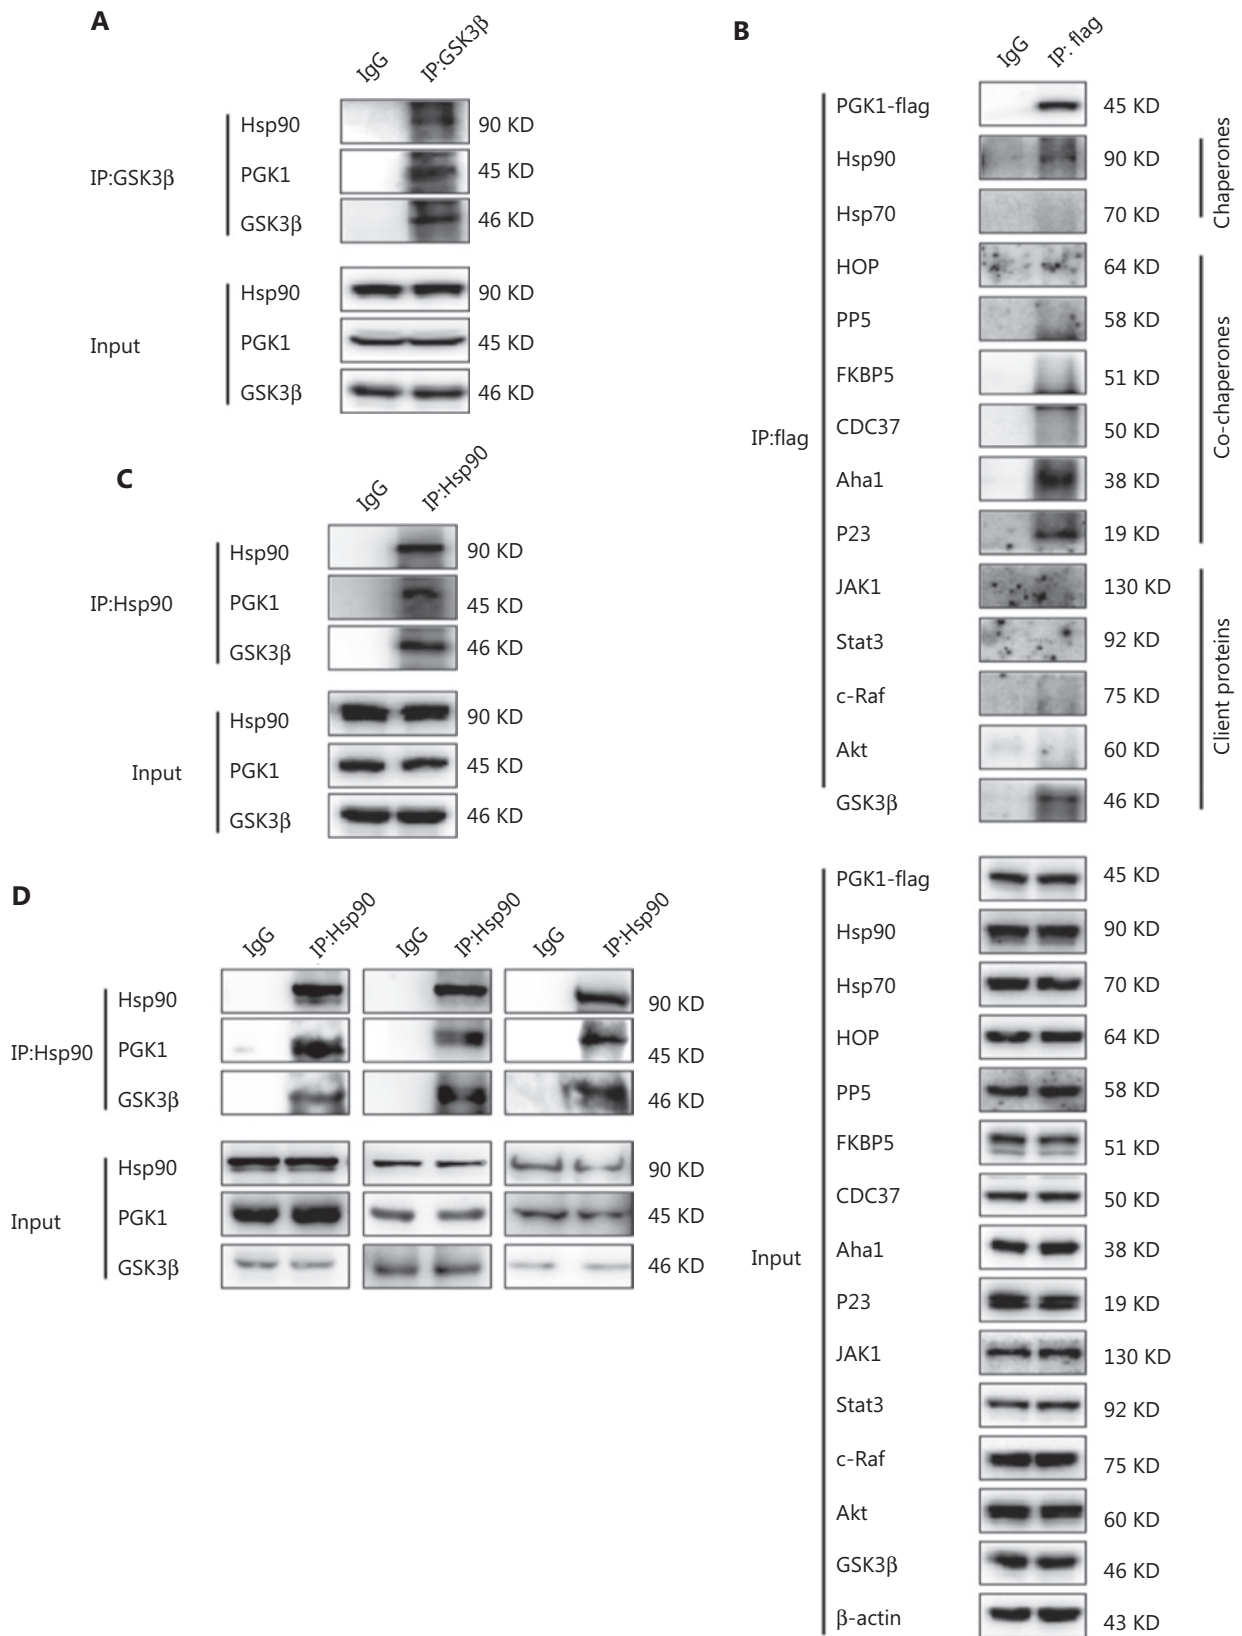 A
IgG
IP:GSK3β
IP:GSK3β
Hsp90
90 KD
PGK1
45 KD
GSK3β
46 KD
Input
Hsp90
90 KD
PGK1
45 KD
GSK3β
46 KD
B
IgG
IP: flag
IP:flag
PGK1-flag
45 KD
Hsp90
90 KD
Hsp70
70 KD
Chaperones
HOP
64 KD
PP5
58 KD
FKBP5
51 KD
CDC37
50 KD
Aha1
38 KD
P23
19 KD
Co-chaperones
JAK1
130 KD
Stat3
92 KD
c-Raf
75 KD
Akt
60 KD
GSK3β
46 KD
Client proteins
Input
PGK1-flag
45 KD
Hsp90
90 KD
Hsp70
70 KD
HOP
64 KD
PP5
58 KD
FKBP5
51 KD
CDC37
50 KD
Aha1
38 KD
P23
19 KD
JAK1
130 KD
Stat3
92 KD
c-Raf
75 KD
Akt
60 KD
GSK3β
46 KD
β-actin
43 KD
C
IgG
IP:Hsp90
IP:Hsp90
Hsp90
90 KD
PGK1
45 KD
GSK3β
46 KD
Input
Hsp90
90 KD
PGK1
45 KD
GSK3β
46 KD
D
IgG
IP:Hsp90
IgG
IP:Hsp90
IgG
IP:Hsp90
IP:Hsp90
Hsp90
90 KD
PGK1
45 KD
GSK3β
46 KD
Input
Hsp90
90 KD
PGK1
45 KD
GSK3β
46 KD